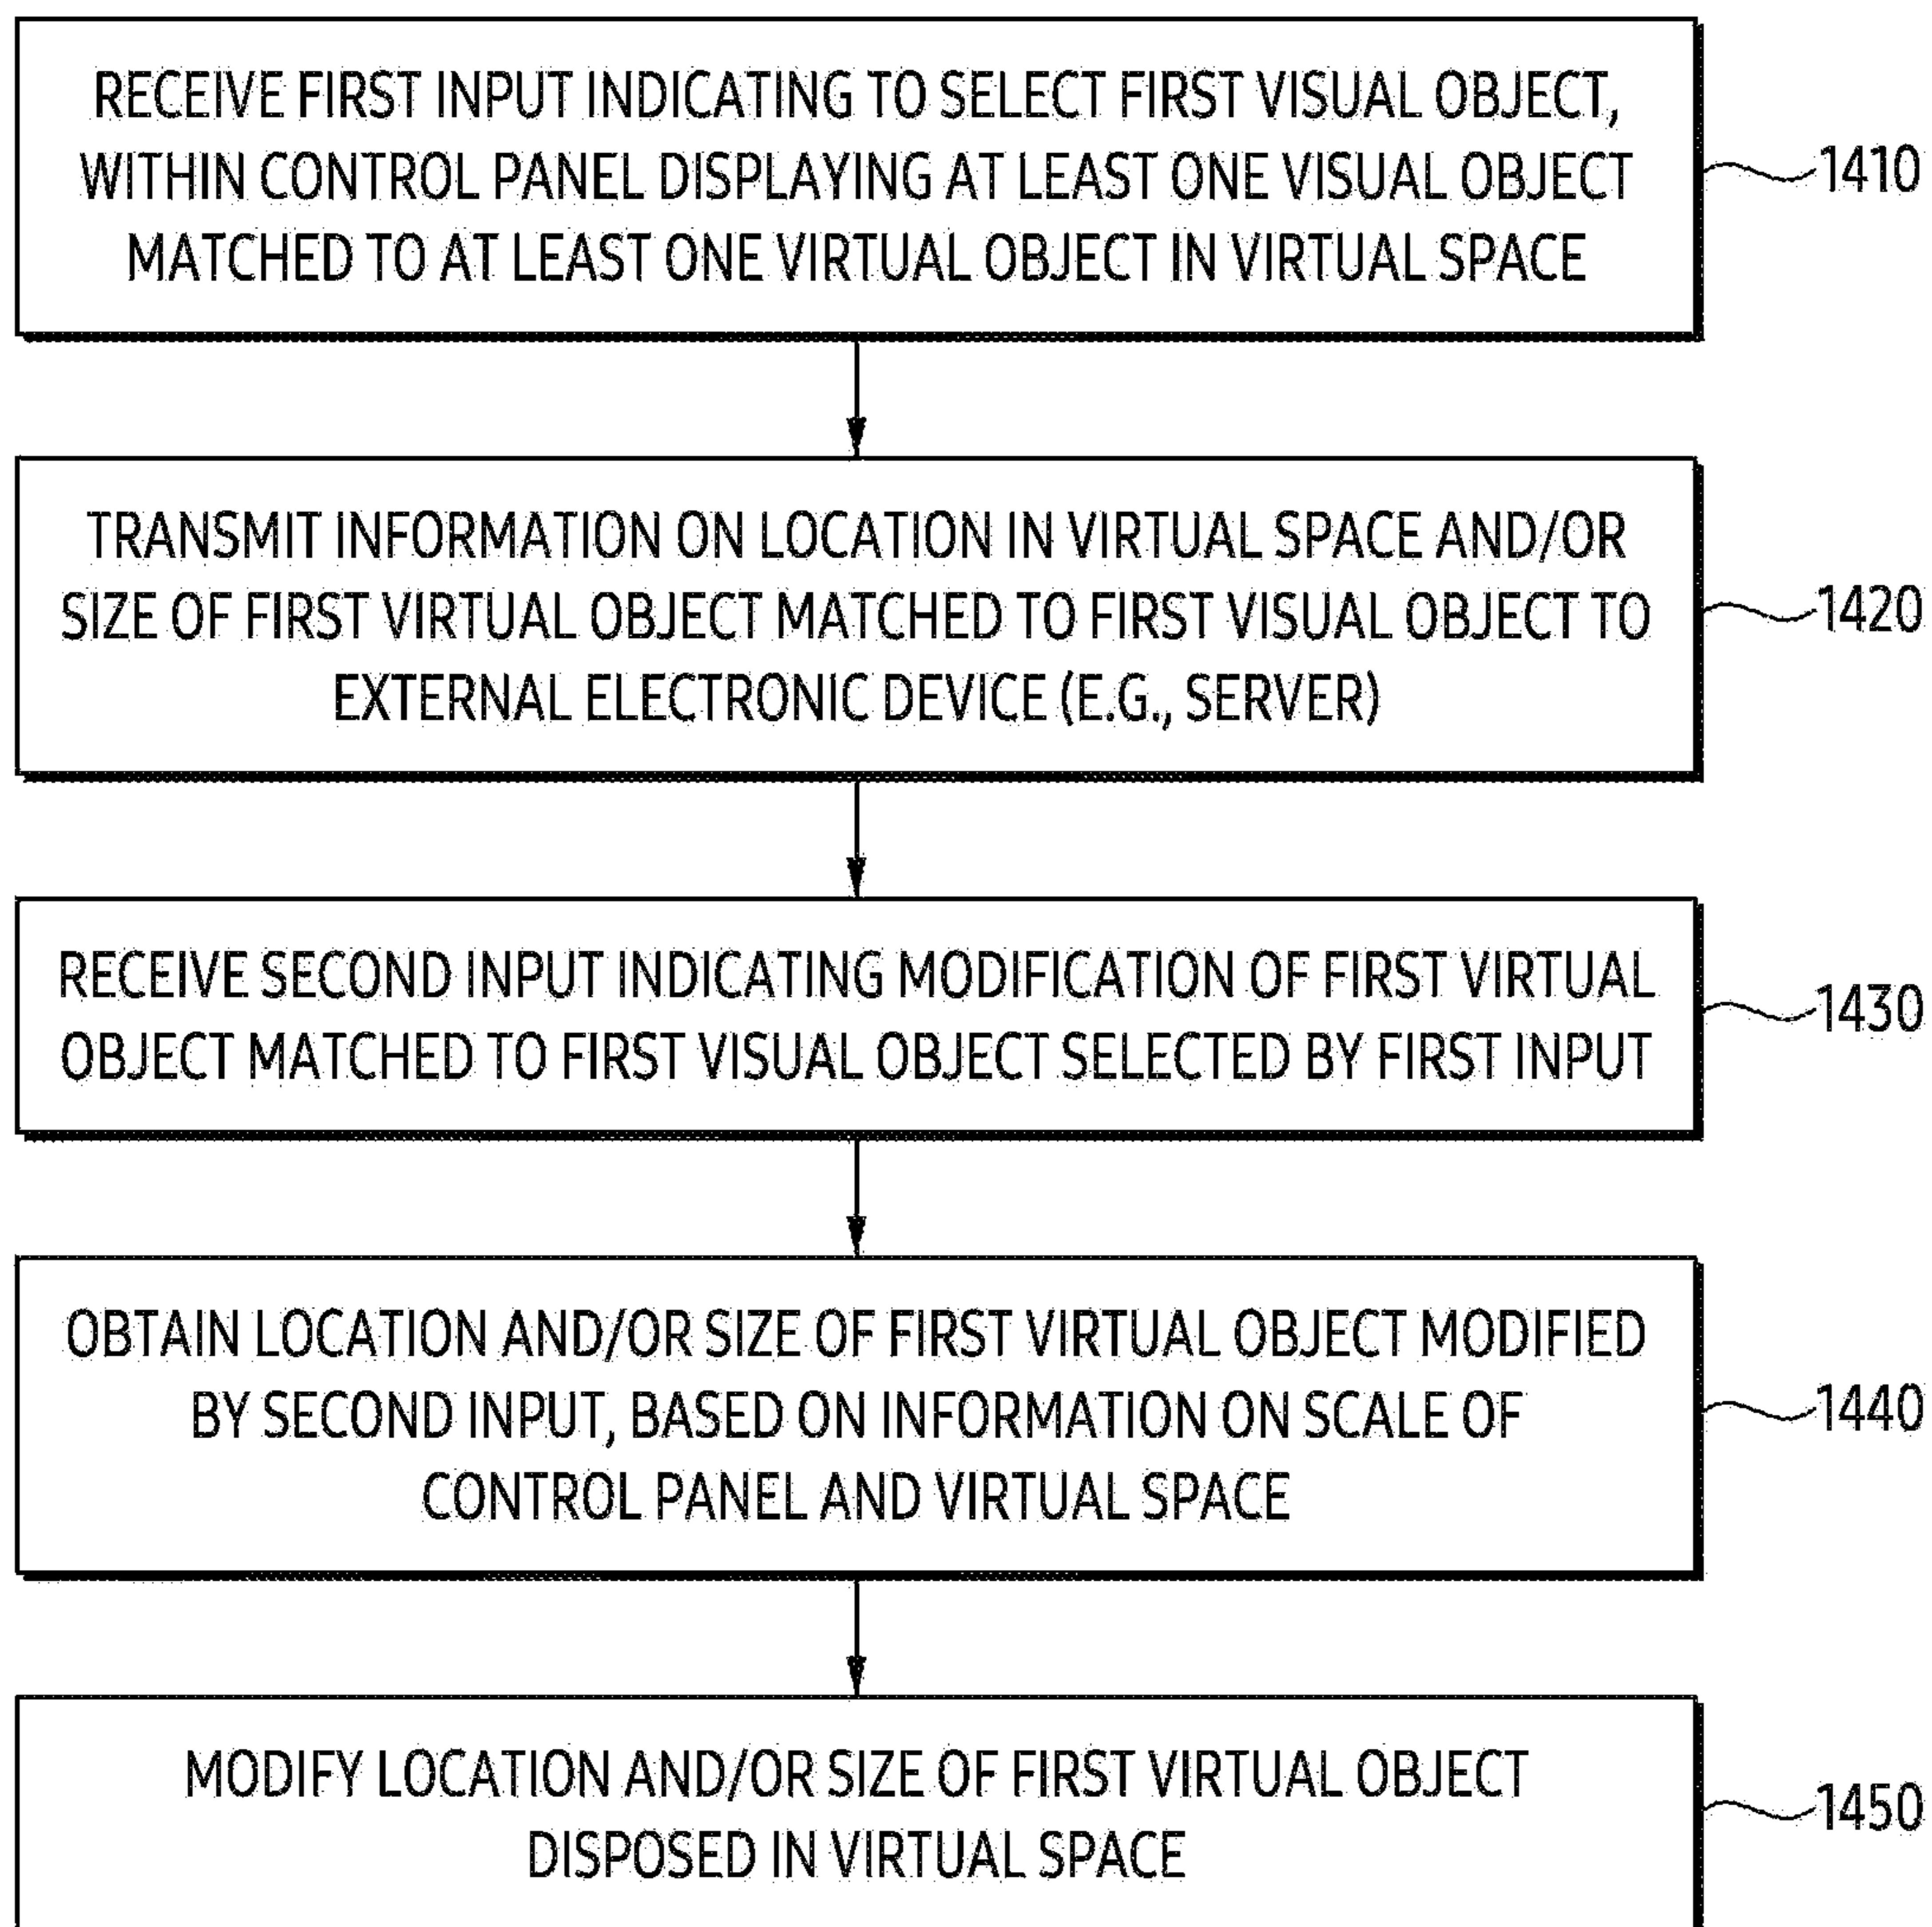 RECEIVE FIRST INPUT INDICATING TO SELECT FIRST VISUAL OBJECT,
WITHIN CONTROL PANEL DISPLAYING AT LEAST ONE VISUAL OBJECT
MATCHED TO AT LEAST ONE VIRTUAL OBJECT IN VIRTUAL SPACE
1410
TRANSMIT INFORMATION ON LOCATION IN VIRTUAL SPACE AND/OR
SIZE OF FIRST VIRTUAL OBJECT MATCHED TO FIRST VISUAL OBJECT TO
EXTERNAL ELECTRONIC DEVICE (E.G., SERVER)
1420
RECEIVE SECOND INPUT INDICATING MODIFICATION OF FIRST VIRTUAL
OBJECT MATCHED TO FIRST VISUAL OBJECT SELECTED BY FIRST INPUT
1430
OBTAIN LOCATION AND/OR SIZE OF FIRST VIRTUAL OBJECT MODIFIED
BY SECOND INPUT, BASED ON INFORMATION ON SCALE OF
CONTROL PANEL AND VIRTUAL SPACE
1440
MODIFY LOCATION AND/OR SIZE OF FIRST VIRTUAL OBJECT
DISPOSED IN VIRTUAL SPACE
1450